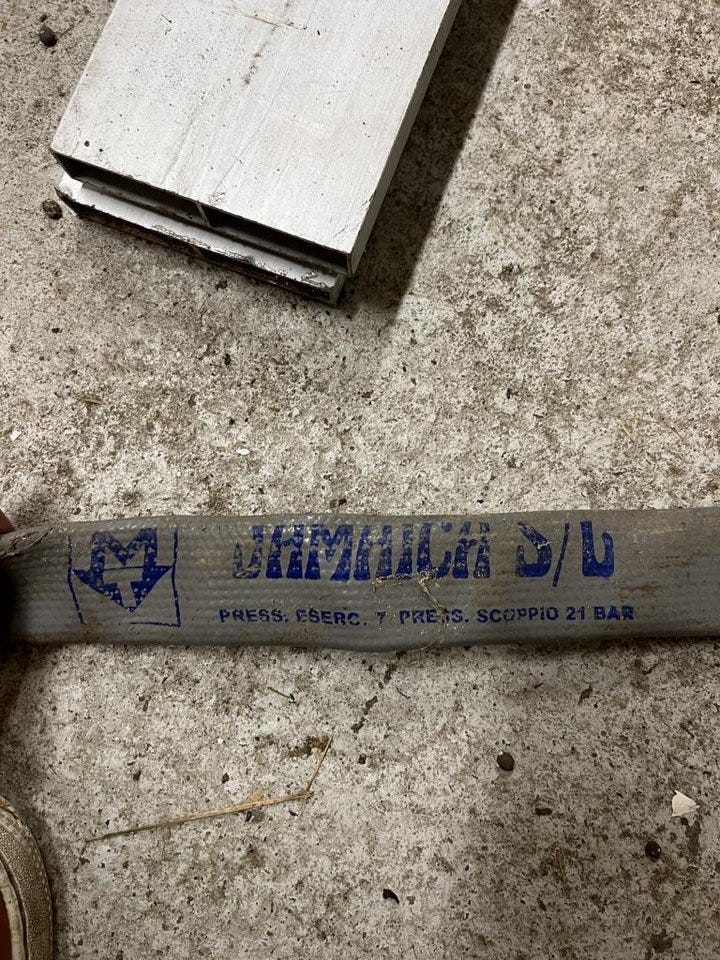 M
JAMAICA S/L
PRESS. ESERC. 7 PRESS. SCOPPIO 21 BAR